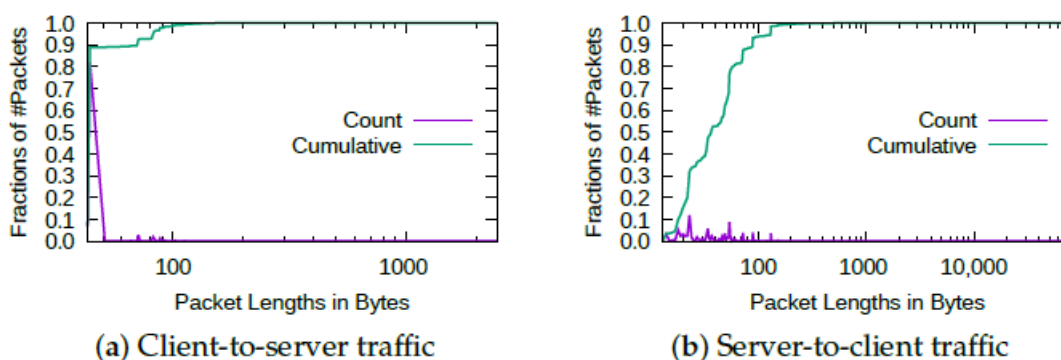 1.0
0.9
0.8
0.7
0.6
0.5
0.4
0.3
0.2
0.1
0.0
Fractions of #Packets
Count
Cumulative
100 1000
Packet Lengths in Bytes
(a) Client-to-server traffic
1.0
0.9
0.8
0.7
0.6
0.5
0.4
0.3
0.2
0.1
0.0
Fractions of #Packets
Count
Cumulative
100 1000 10,000
Packet Lengths in Bytes
(b) Server-to-client traffic